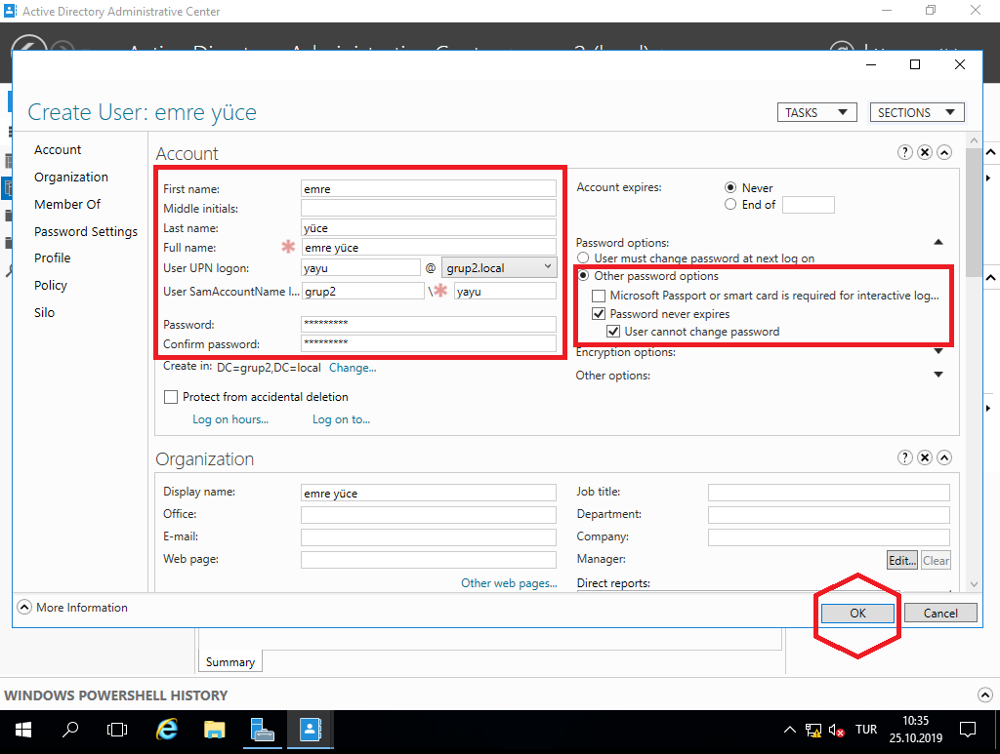 Active Directory Administrative Center
Create User: emre yüce
TASKS
SECTIONS
Account
Organization
Member Of
Password Settings
Profile
Policy
Silo
Account
First name: emre
Middle initials:
Last name: yüce
Full name: emre yüce
User UPN logon: yayu @ grup2.local
User SamAccountName l... grup2 \ yayu
Password: *********
Confirm password: *********
Create in: DC=grup2,DC=local Change...
Protect from accidental deletion
Log on hours... Log on to...
Account expires: Never
End of
Password options:
User must change password at next log on
Other password options
Microsoft Passport or smart card is required for interactive log...
Password never expires
User cannot change password
Encryption options:
Other options:
Organization
Display name: emre yüce
Office:
E-mail:
Web page:
Other web pages...
Job title:
Department:
Company:
Manager: Edit... Clear
Direct reports:
More Information
OK Cancel
Summary
WINDOWS POWERSHELL HISTORY
TUR
10:35
25.10.2019